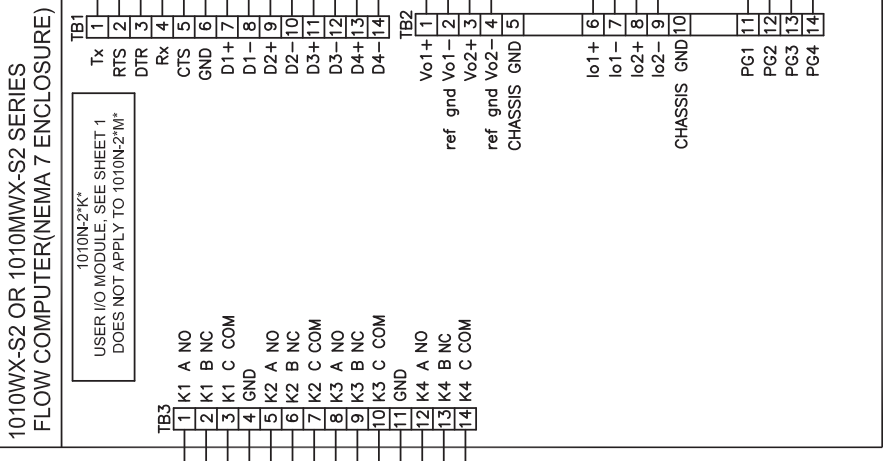 1010WX-S2 OR 1010MWX-S2 SERIES
FLOW COMPUTER(NEMA 7 ENCLOSURE)
1010N-2*K*
USER I/O MODULE, SEE SHEET 1
DOES NOT APPLY TO 1010N-2*M*
TB1
1 Tx
2 RTS
3 DTR
4 Rx
5 CTS
6 GND
7 D1+
8 D1-
9 D2+
10 D2-
11 D3+
12 D3-
13 D4+
14 D4-
TB2
1 Vo1+
2 ref gnd Vo1-
3 Vo2+
4 ref gnd Vo2-
5 CHASSIS GND
6 Io1+
7 Io1-
8 Io2+
9 Io2-
10 CHASSIS GND
11 PG1
12 PG2
13 PG3
14 PG4
TB3
1 K1 A NO
2 K1 B NC
3 K1 C COM
4 GND
5 K2 A NO
6 K2 B NC
7 K2 C COM
8 K3 A NO
9 K3 B NC
10 K3 C COM
11 GND
12 K4 A NO
13 K4 B NC
14 K4 C COM